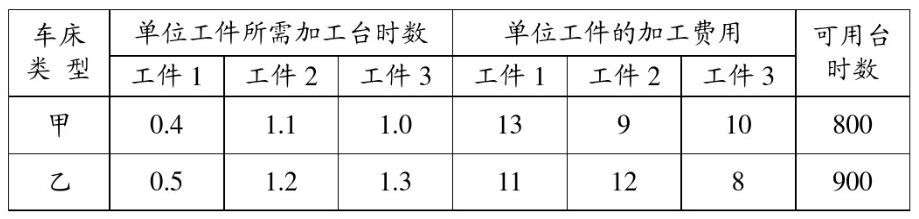 车床类型 单位工件所需加工台时数 单位工件的加工费用 可用台时数
工件1 工件2 工件3 工件1 工件2 工件3
甲 0.4 1.1 1.0 13 9 10 800
乙 0.5 1.2 1.3 11 12 8 900